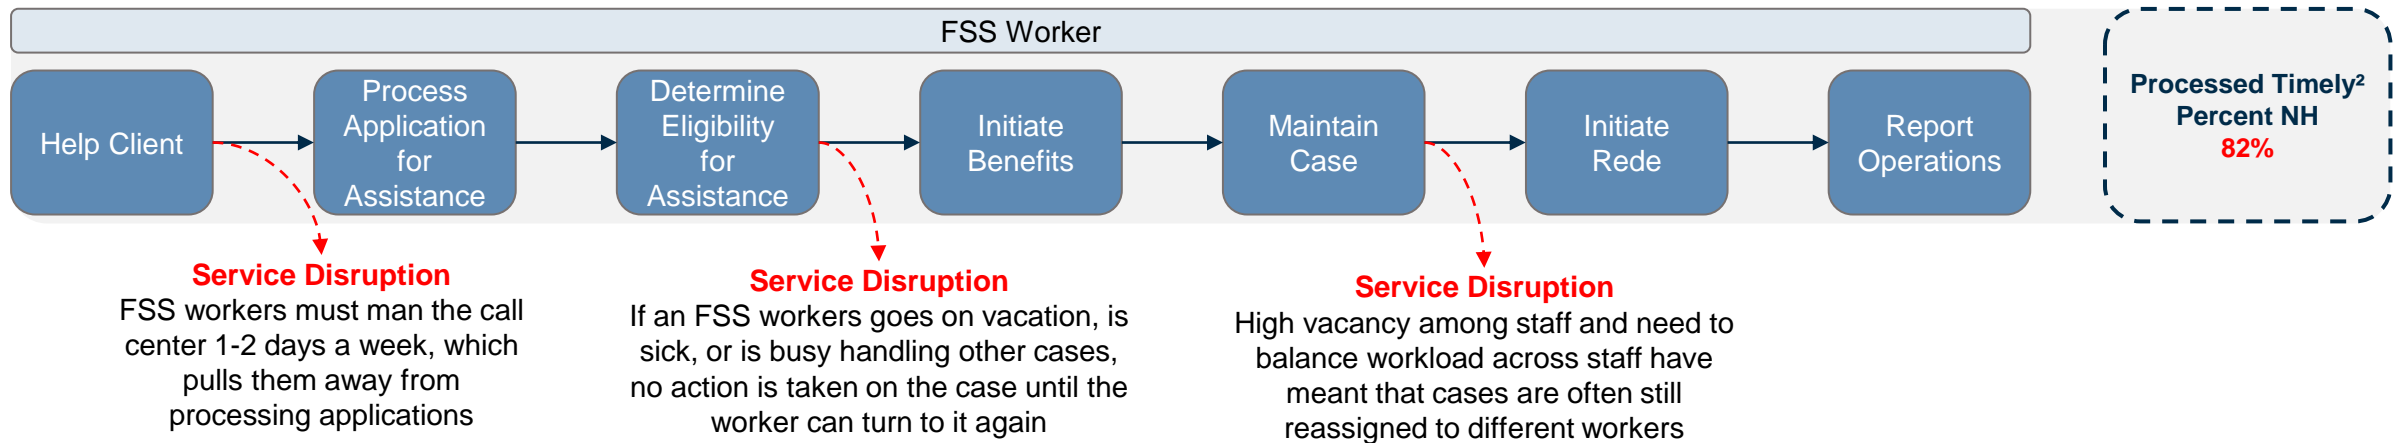 FSS Worker
Help Client
Process
Application
for
Assistance
Determine
Eligibility
for
Assistance
Initiate
Benefits
Maintain
Case
Initiate
Rede
Report
Operations
Processed Timely²
Percent NH
82%
Service Disruption
FSS workers must man the call
center 1-2 days a week, which
pulls them away from
processing applications
Service Disruption
If an FSS workers goes on vacation, is
sick, or is busy handling other cases,
no action is taken on the case until the
worker can turn to it again
Service Disruption
High vacancy among staff and need to
balance workload across staff have
meant that cases are often still
reassigned to different workers